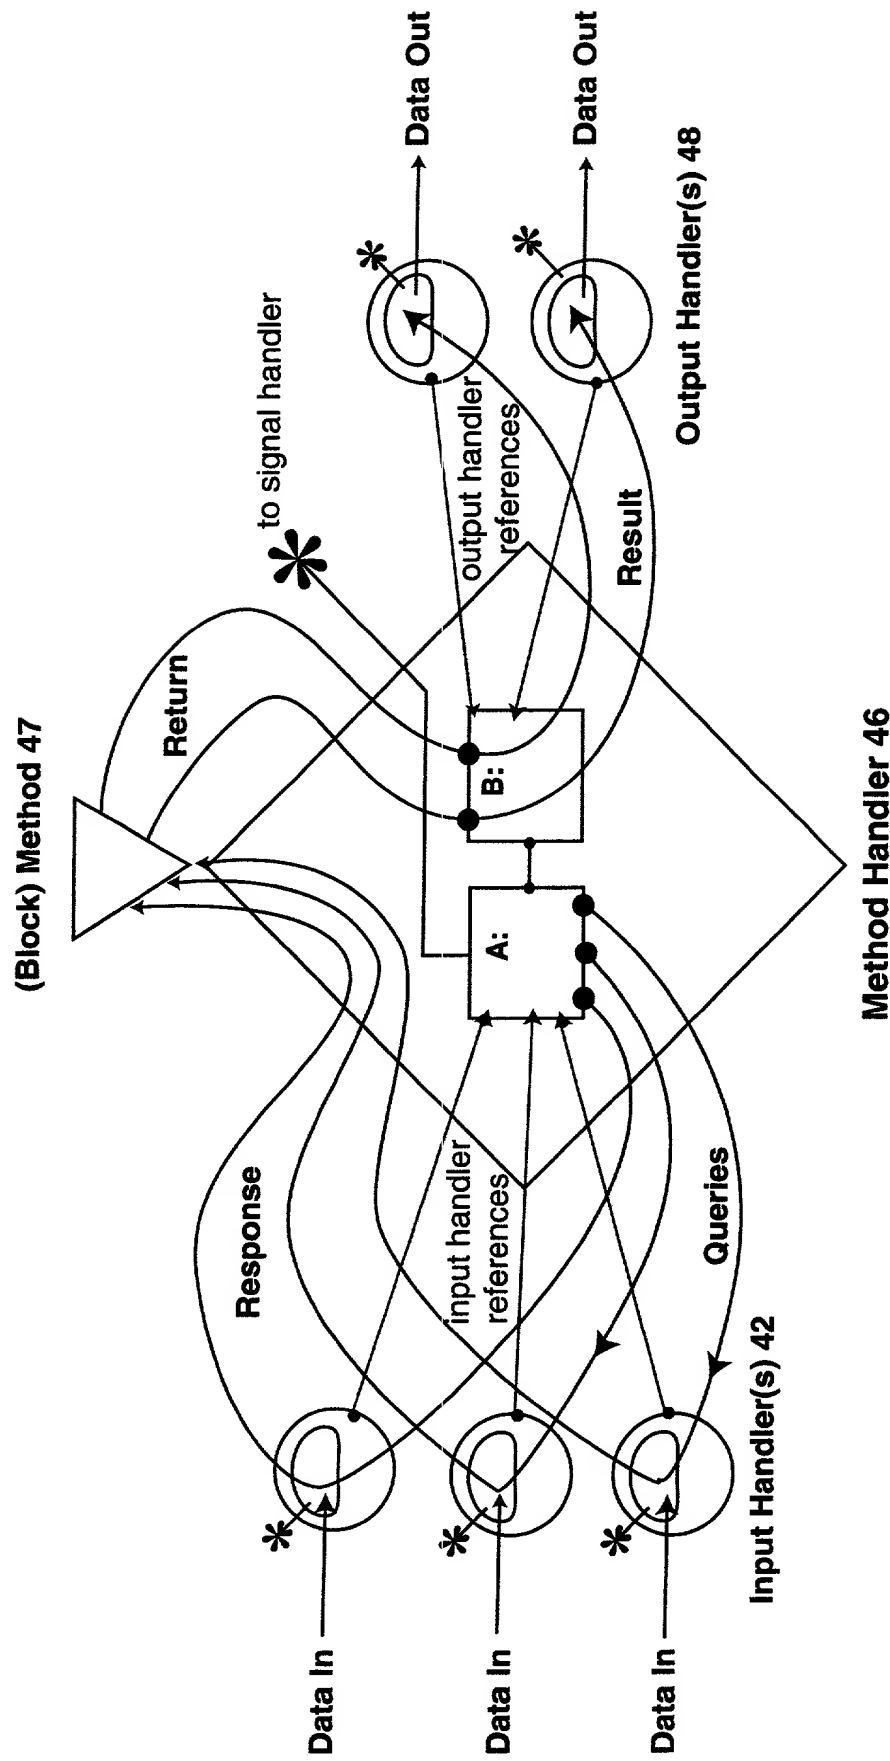 (Block) Method 47
Return
to signal handler
Data Out
Data Out
Response
output handler
references
Result
Output Handler(s) 48
A:
B:
input handler
references
Queries
Data In
Data In
Data In
Input Handler(s) 42
Method Handler 46